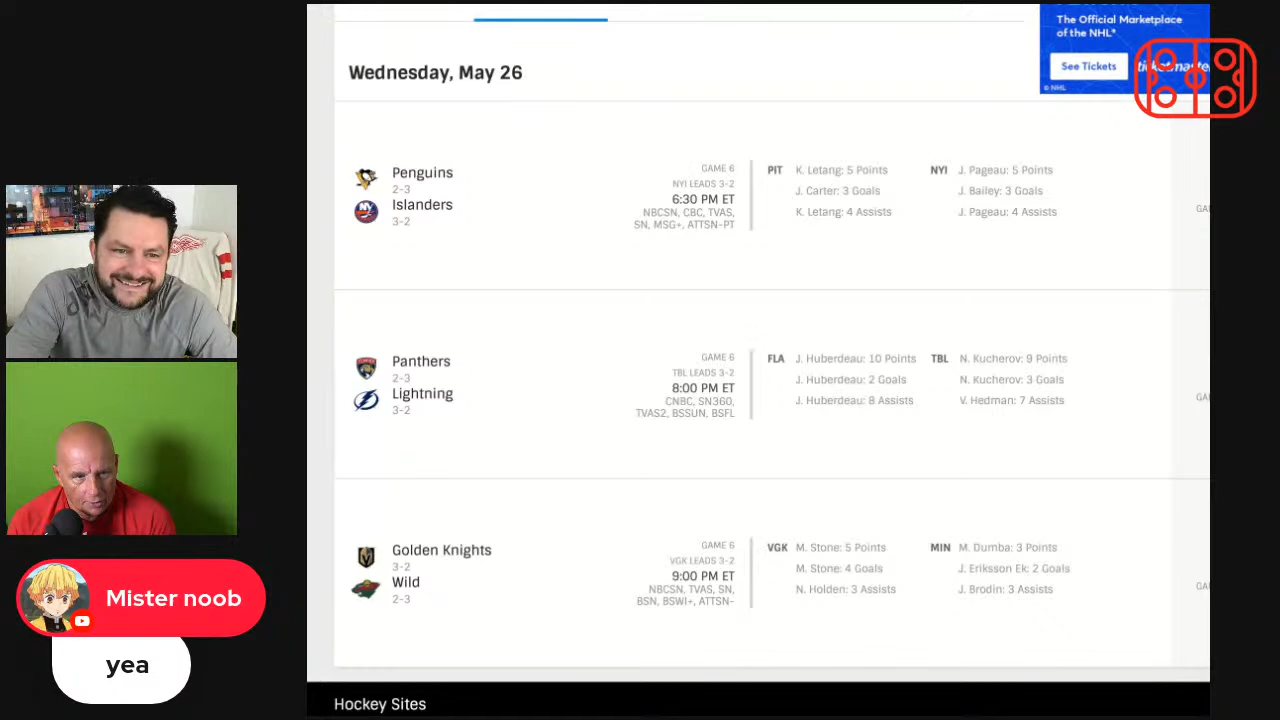 The Official Marketplace
of the NHL®
See Tickets
ticketmaster
© NHL
Wednesday, May 26
Penguins
2-3
Islanders
3-2
GAME 6
NYI LEADS 3-2
6:30 PM ET
NBCSN, CBC, TVAS,
SN, MSG+, ATTSN-PT
PIT K. Letang: 5 Points
J. Carter: 3 Goals
K. Letang: 4 Assists
NYI J. Pageau: 5 Points
J. Bailey: 3 Goals
J. Pageau: 4 Assists
GA
Panthers
2-3
Lightning
3-2
GAME 6
TBL LEADS 3-2
8:00 PM ET
CNBC, SN360,
TVAS2, BSSUN, BSFL
FLA J. Huberdeau: 10 Points
J. Huberdeau: 2 Goals
J. Huberdeau: 8 Assists
TBL N. Kucherov: 9 Points
N. Kucherov: 3 Goals
V. Hedman: 7 Assists
GA
Golden Knights
3-2
Wild
2-3
GAME 6
VGK LEADS 3-2
9:00 PM ET
NBCSN, TVAS, SN,
BSN, BSWI+, ATTSN-
VGK M. Stone: 5 Points
M. Stone: 4 Goals
N. Holden: 3 Assists
MIN M. Dumba: 3 Points
J. Eriksson Ek: 2 Goals
J. Brodin: 3 Assists
GA
Mister noob
yea
Hockey Sites